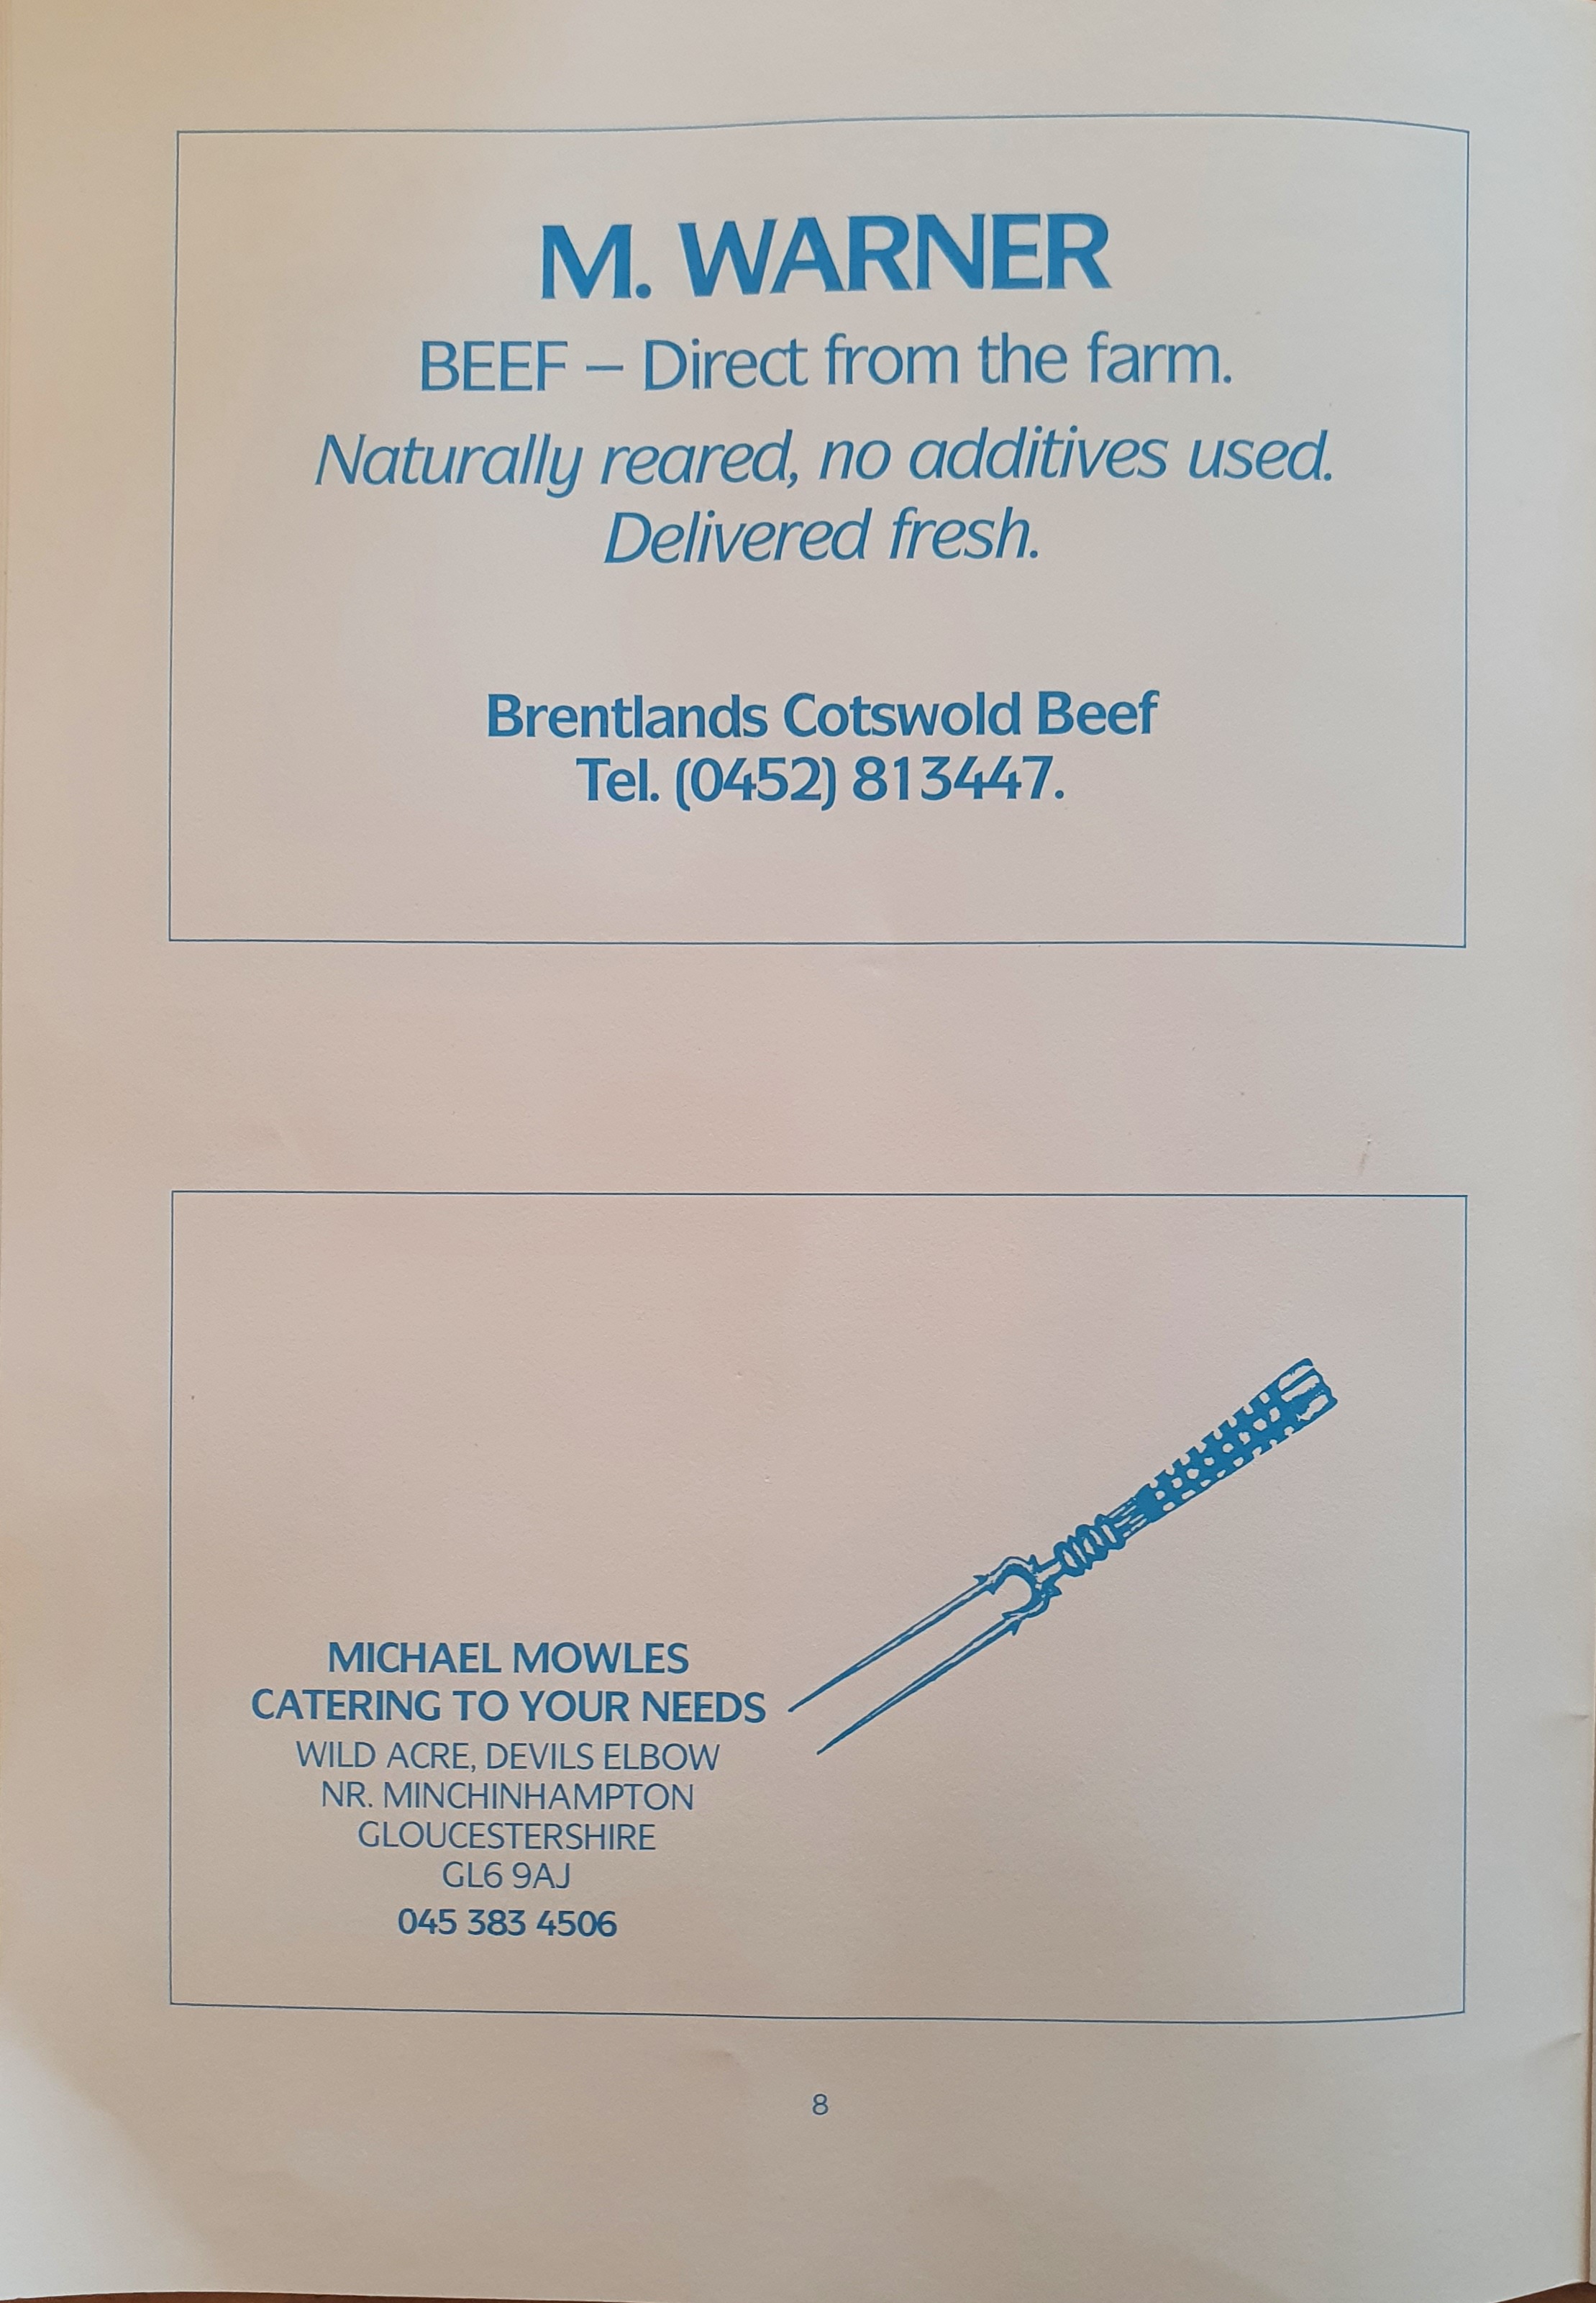 M. WARNER
BEEF – Direct from the farm.
Naturally reared, no additives used.
Delivered fresh.
Brentlands Cotswold Beef
Tel. (0452) 813447.
MICHAEL MOWLES
CATERING TO YOUR NEEDS
WILD ACRE, DEVILS ELBOW
NR. MINCHINHAMPTON
GLOUCESTERSHIRE
GL6 9AJ
045 383 4506
8